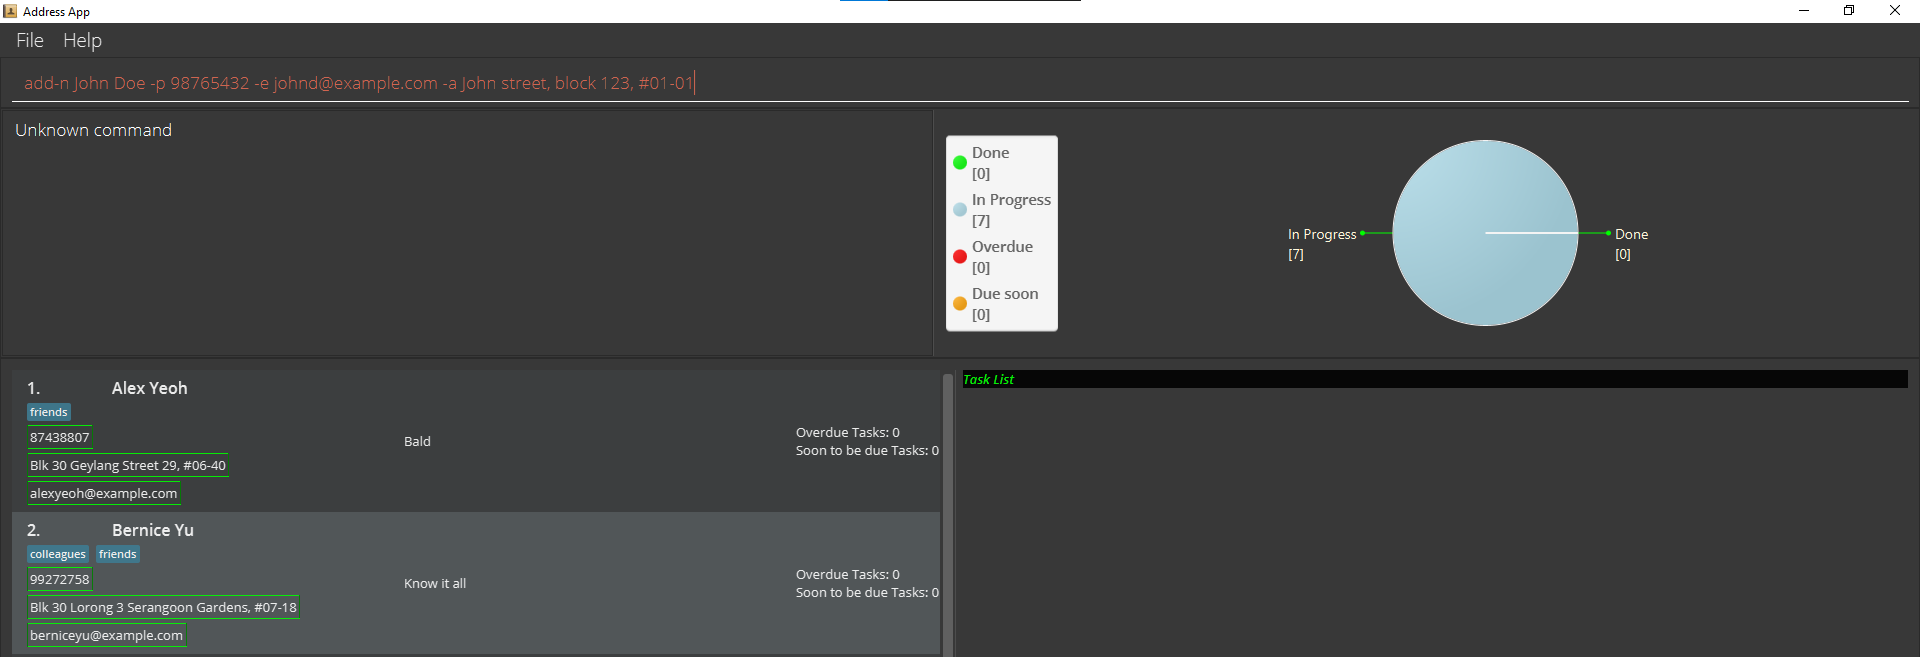 Address App
File Help
add-n John Doe -p 98765432 -e johnd@example.com -a John street, block 123, #01-01
Unknown command
Done
[0]
In Progress
[7]
Overdue
[0]
Due soon
[0]
In Progress
[7]
Done
[0]
1. Alex Yeoh
friends
87438807
Blk 30 Geylang Street 29, #06-40
alexyeoh@example.com
Bald
Overdue Tasks: 0
Soon to be due Tasks: 0
2. Bernice Yu
colleagues friends
99272758
Blk 30 Lorong 3 Serangoon Gardens, #07-18
berniceyu@example.com
Know it all
Overdue Tasks: 0
Soon to be due Tasks: 0
Task List